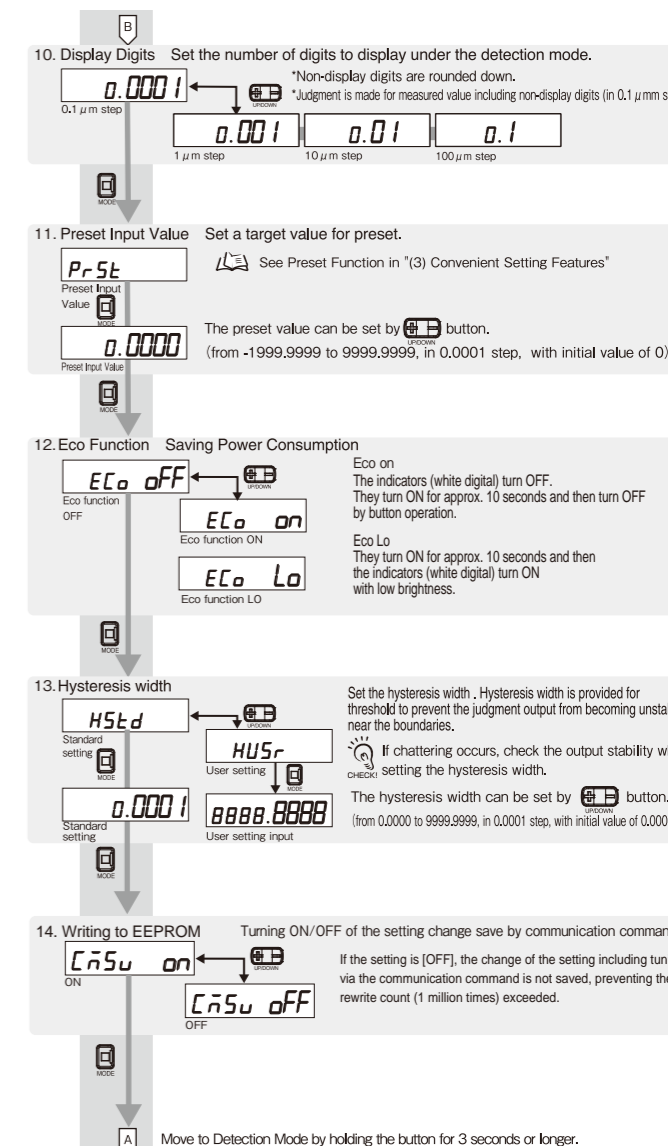 B
10. Display Digits Set the number of digits to display under the detection mode.
*Non-display digits are rounded down.
*Judgment is made for measured value including non-display digits (in 0.1 μmm s
0.0001
UP/DOWN
0.1 μm step
0.001 0.01 0.1
1 μm step 10 μm step 100 μm step
MODE
11. Preset Input Value Set a target value for preset.
PrSt
See Preset Function in "(3) Convenient Setting Features"
Preset Input
Value
MODE
The preset value can be set by button.
UP/DOWN
0.0000
(from -1999.9999 to 9999.9999, in 0.0001 step, with initial value of 0)
Preset Input Value
MODE
12. Eco Function Saving Power Consumption
ECo oFF
UP/DOWN
Eco function
OFF
ECo on
Eco function ON
ECo Lo
Eco function LO
Eco on
The indicators (white digital) turn OFF.
They turn ON for approx. 10 seconds and then turn OFF
by button operation.
Eco Lo
They turn ON for approx. 10 seconds and then
the indicators (white digital) turn ON
with low brightness.
MODE
13. Hysteresis width
HStd
UP/DOWN
Standard
setting
MODE
HUSr
User setting
MODE
0.0001
Standard
setting
8888.8888
User setting input
Set the hysteresis width . Hysteresis width is provided for
threshold to prevent the judgment output from becoming unsta
near the boundaries.
If chattering occurs, check the output stability wi
CHECK! setting the hysteresis width.
The hysteresis width can be set by button.
UP/DOWN
(from 0.0000 to 9999.9999, in 0.0001 step, with initial value of 0.000
MODE
14. Writing to EEPROM Turning ON/OFF of the setting change save by communication comman
CmSu on
UP/DOWN
ON
CmSu oFF
OFF
If the setting is [OFF], the change of the setting including tun
via the communication command is not saved, preventing the
rewrite count (1 million times) exceeded.
MODE
A Move to Detection Mode by holding the button for 3 seconds or longer.